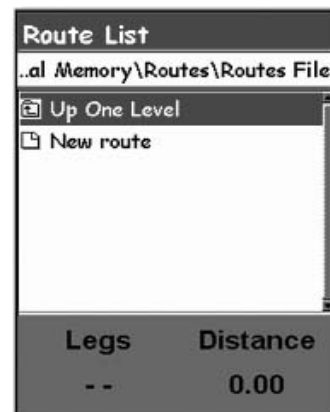 Route List
..al Memory\Routes\Routes File
Up One Level
New route
Legs Distance
-- 0.00